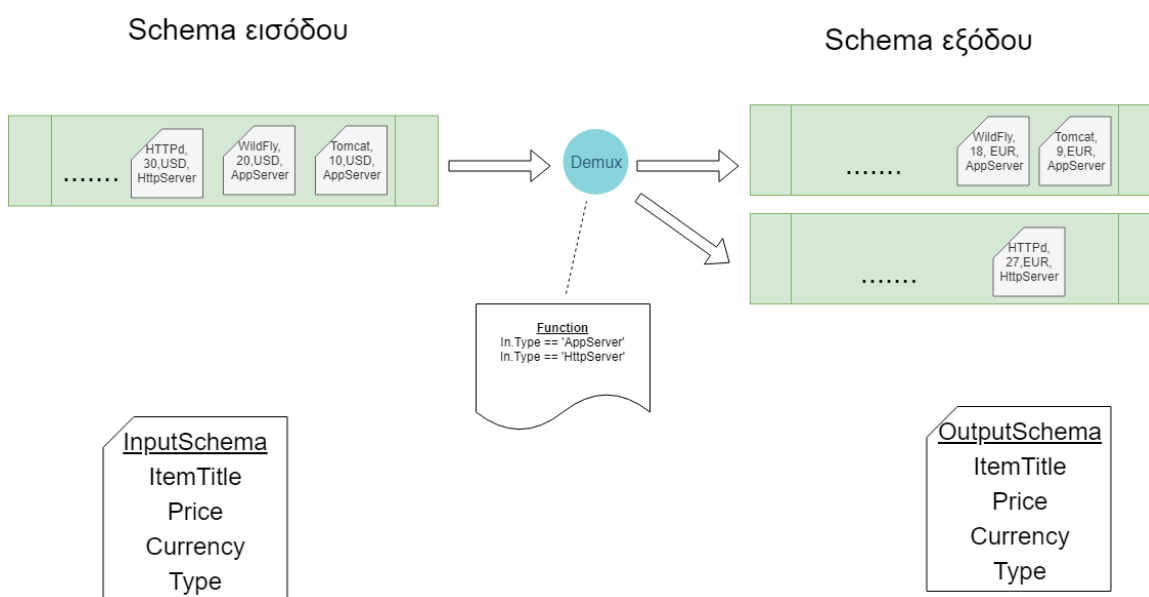 Schema εισόδου
Schema εξόδου
.......
HTTPd,
30,USD,
HttpServer
WildFly,
20,USD,
AppServer
Tomcat,
10,USD,
AppServer
Demux
.......
WildFly,
18, EUR,
AppServer
Tomcat,
9,EUR,
AppServer
.......
HTTPd,
27,EUR,
HttpServer
Function
In.Type == 'AppServer'
In.Type == 'HttpServer'
InputSchema
ItemTitle
Price
Currency
Type
OutputSchema
ItemTitle
Price
Currency
Type